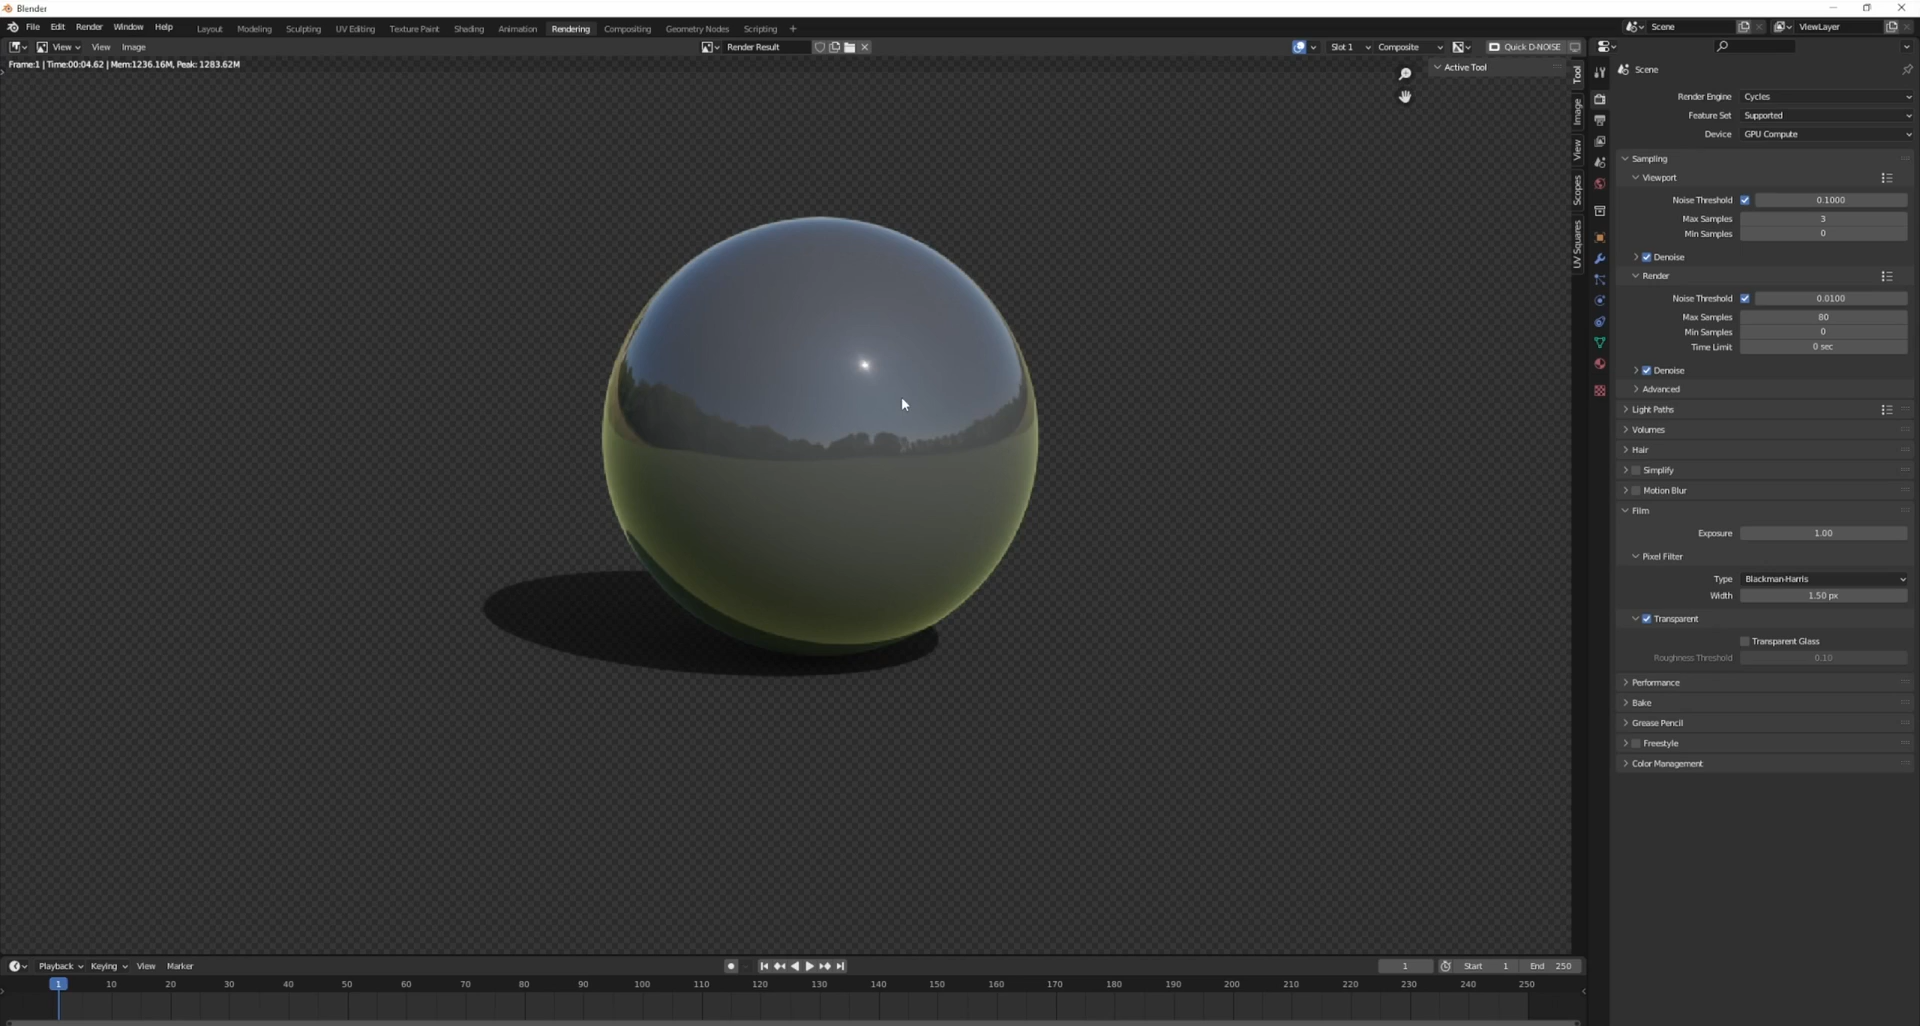 Blender
File Edit Render Window Help Layout Modeling Sculpting UV Editing Texture Paint Shading Animation Rendering Compositing Geometry Nodes Scripting + Scene ViewLayer
View View Image Render Result Slot 1 Composite Quick D-NOISE
Frame:1 | Time:00:04.62 | Mem:1236.16M, Peak: 1283.62M
Active Tool
Tool
Image
View
Scopes
UV Squares
Scene
Render Engine Cycles
Feature Set Supported
Device GPU Compute
Sampling
Viewport
Noise Threshold 0.1000
Max Samples 3
Min Samples 0
Denoise
Render
Noise Threshold 0.0100
Max Samples 80
Min Samples 0
Time Limit 0 sec
Denoise
Advanced
Light Paths
Volumes
Hair
Simplify
Motion Blur
Film
Exposure 1.00
Pixel Filter
Type Blackman-Harris
Width 1.50 px
Transparent
Transparent Glass
Roughness Threshold 0.10
Performance
Bake
Grease Pencil
Freestyle
Color Management
Playback Keying View Marker 1 Start 1 End 250
1 10 20 30 40 50 60 70 80 90 100 110 120 130 140 150 160 170 180 190 200 210 220 230 240 250